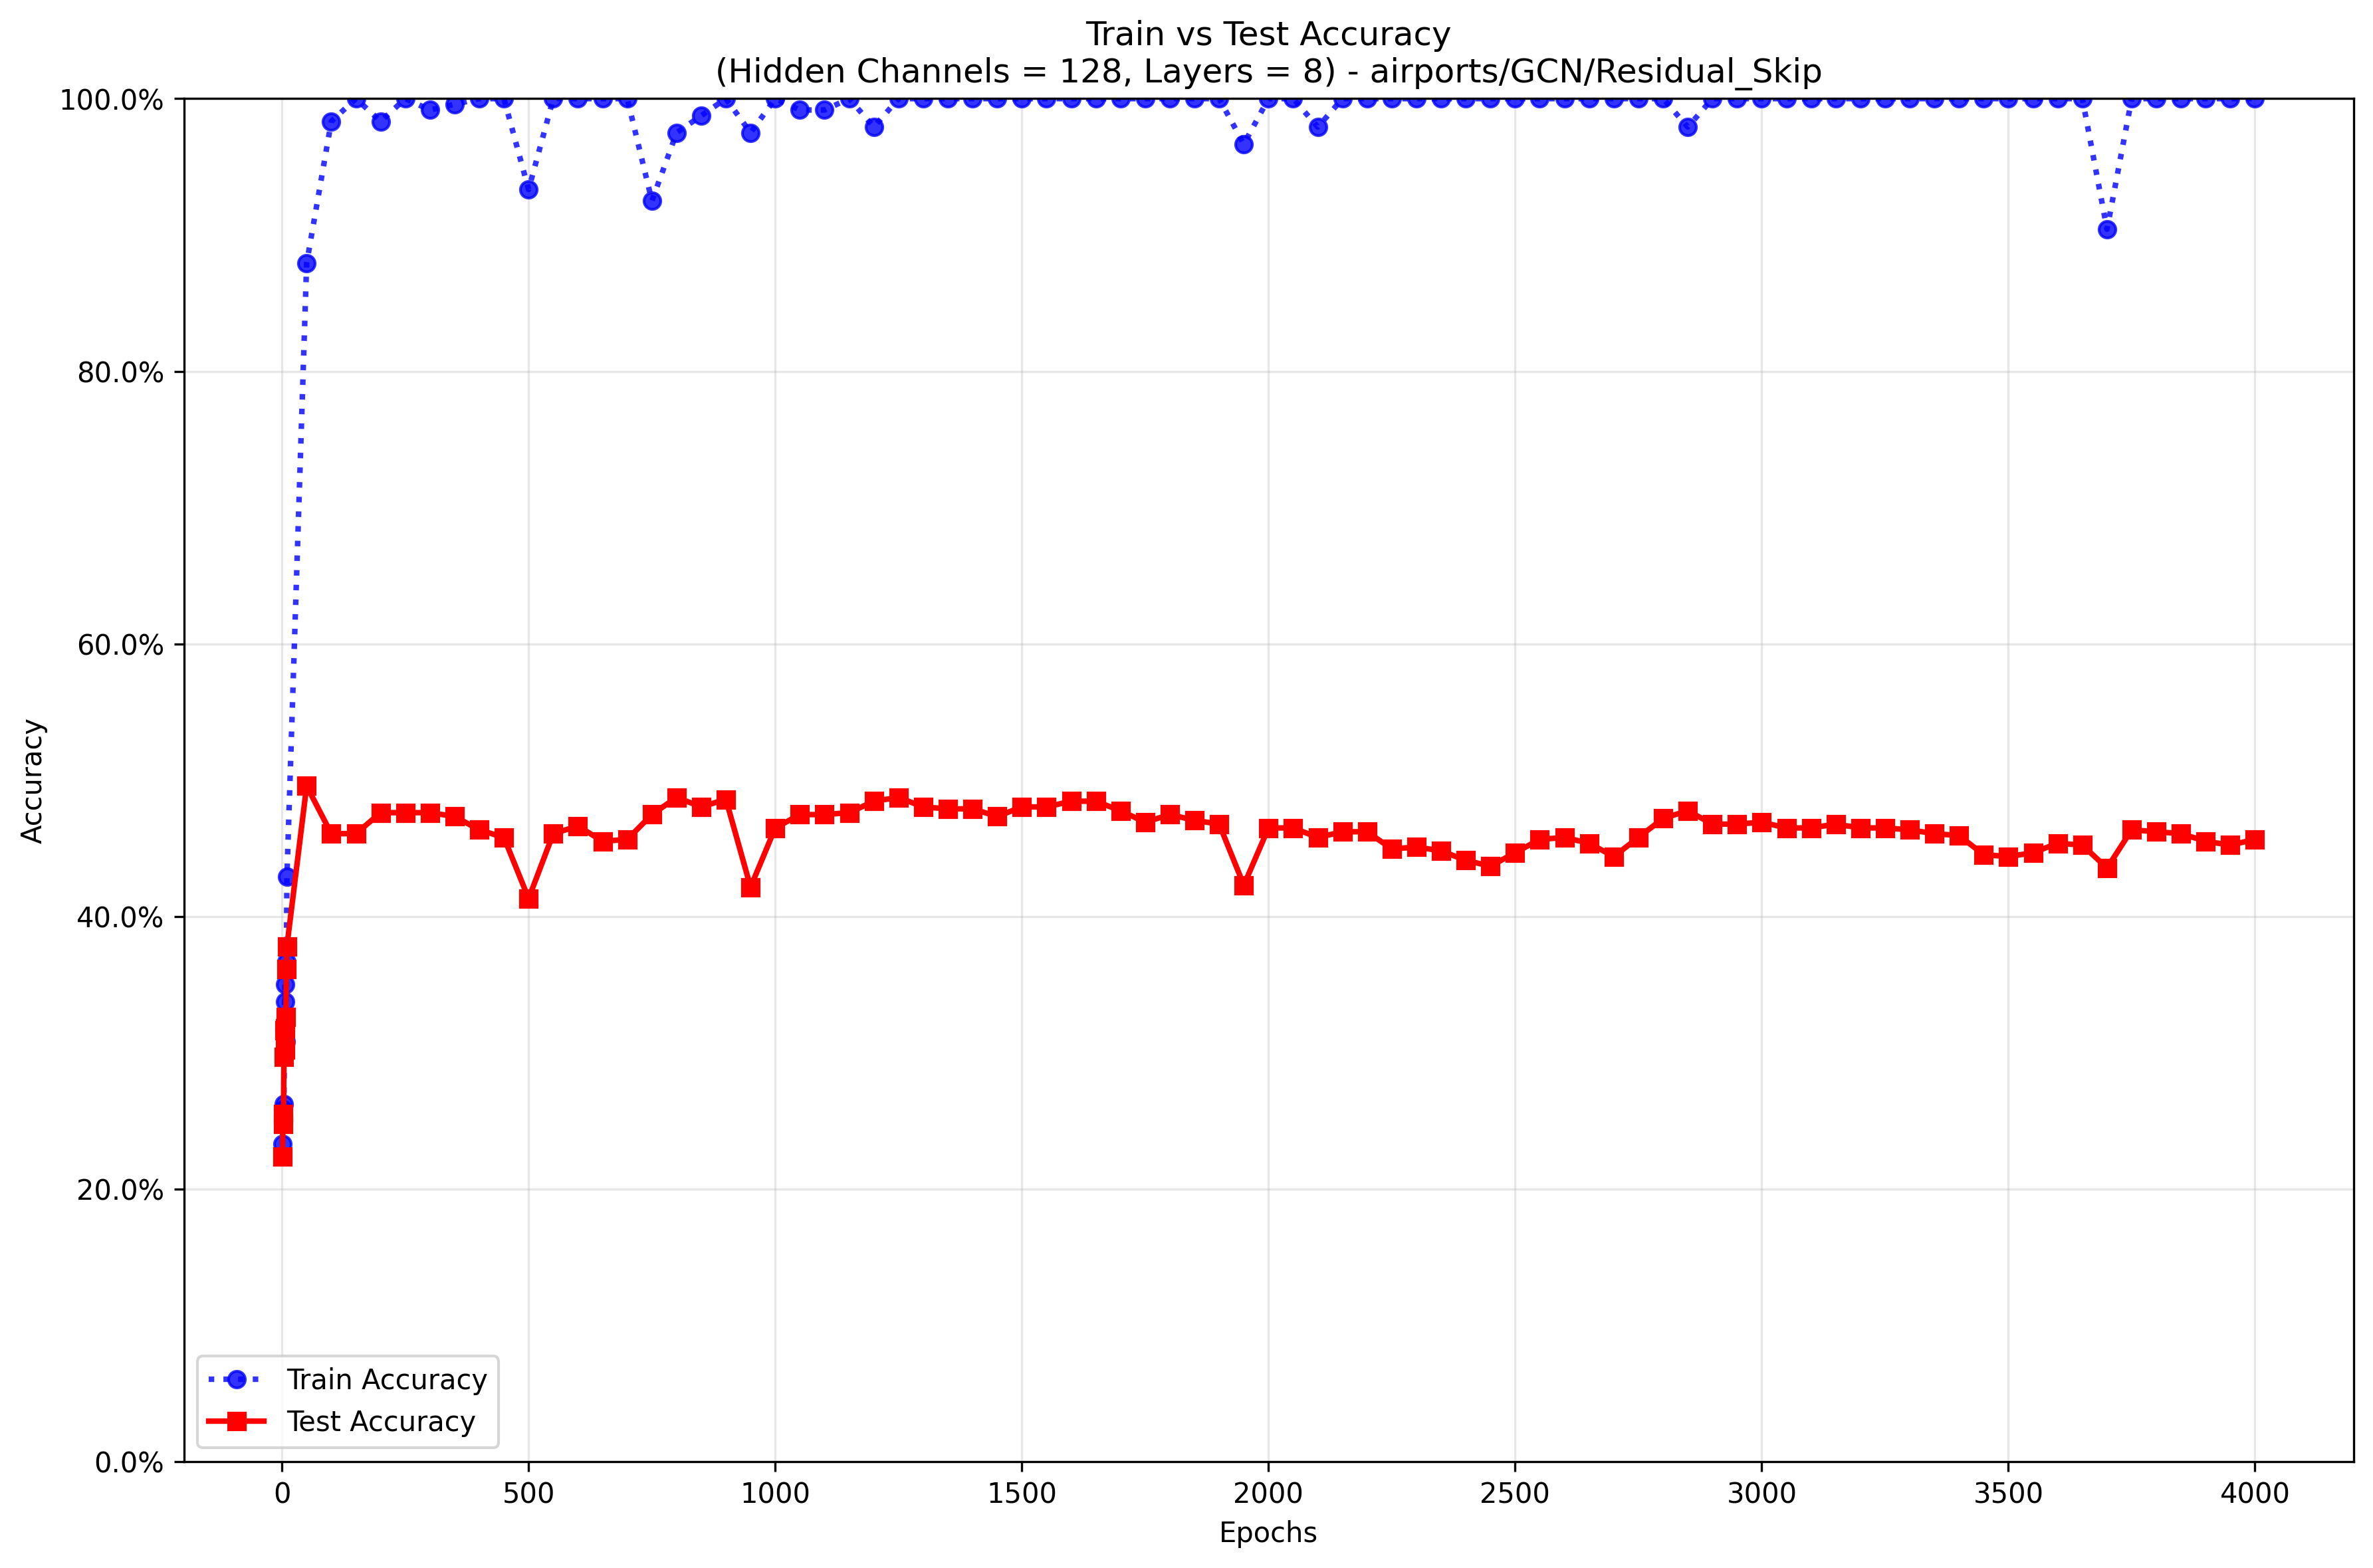 Train vs Test Accuracy
(Hidden Channels = 128, Layers = 8) - airports/GCN/Residual_Skip
100.0%
80.0%
60.0%
40.0%
20.0%
0.0%
Accuracy
Train Accuracy
Test Accuracy
0 500 1000 1500 2000 2500 3000 3500 4000
Epochs